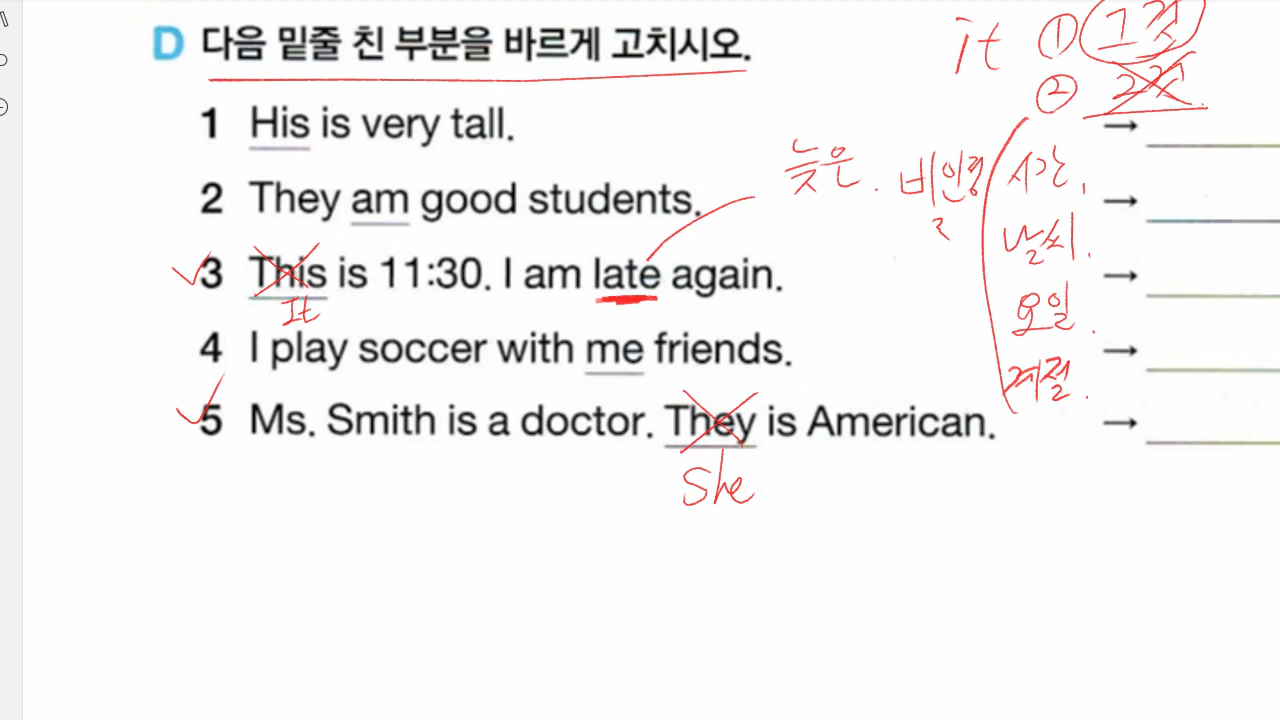 D 다음 밑줄 친 부분을 바르게 고치시오.
it ① 그것
② 그것.
1 His is very tall. →
늦은.
비인칭
시간,
날씨.
요일.
계절.
2 They am good students. →
3 This is 11:30. I am late again. →
It
4 I play soccer with me friends. →
5 Ms. Smith is a doctor. They is American. →
She